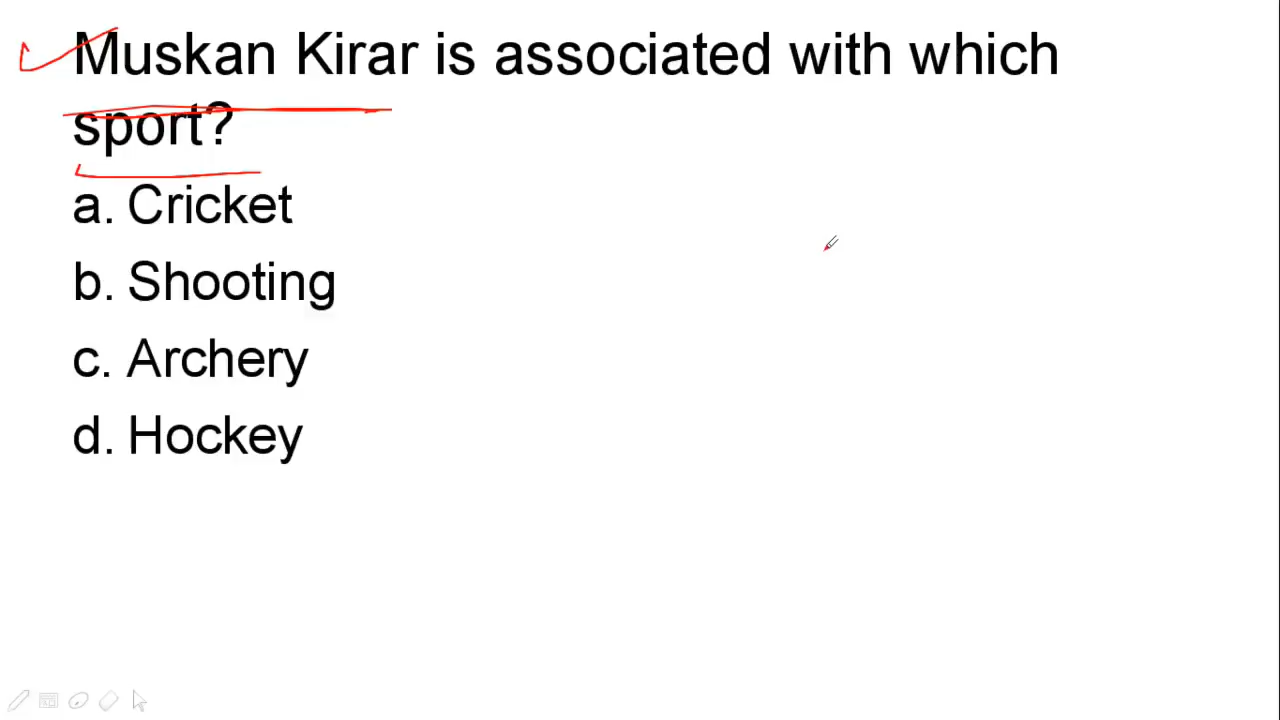 Muskan Kirar is associated with which
sport?
a. Cricket
b. Shooting
c. Archery
d. Hockey